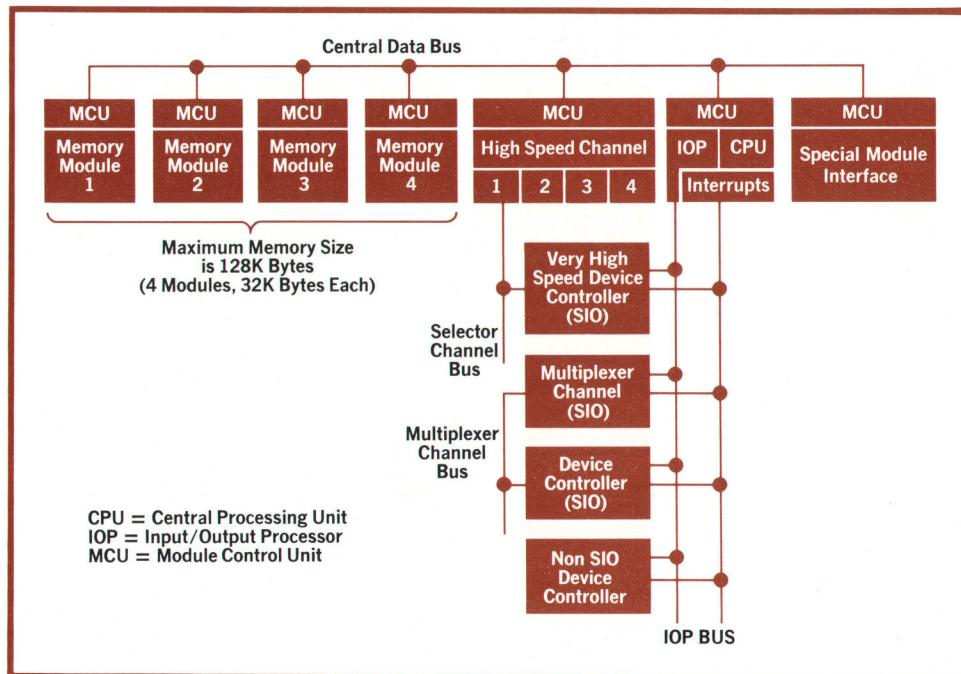 Central Data Bus
MCU
MCU
MCU
MCU
MCU
MCU
MCU
Memory
Module
1
Memory
Module
2
Memory
Module
3
Memory
Module
4
High Speed Channel
1
2
3
4
IOP
CPU
Interrupts
Special Module
Interface
Maximum Memory Size
is 128K Bytes
(4 Modules, 32K Bytes Each)
Very High
Speed Device
Controller
(SIO)
Selector
Channel
Bus
Multiplexer
Channel
(SIO)
Multiplexer
Channel
Bus
Device
Controller
(SIO)
CPU = Central Processing Unit
IOP = Input/Output Processor
MCU = Module Control Unit
Non SIO
Device
Controller
IOP BUS